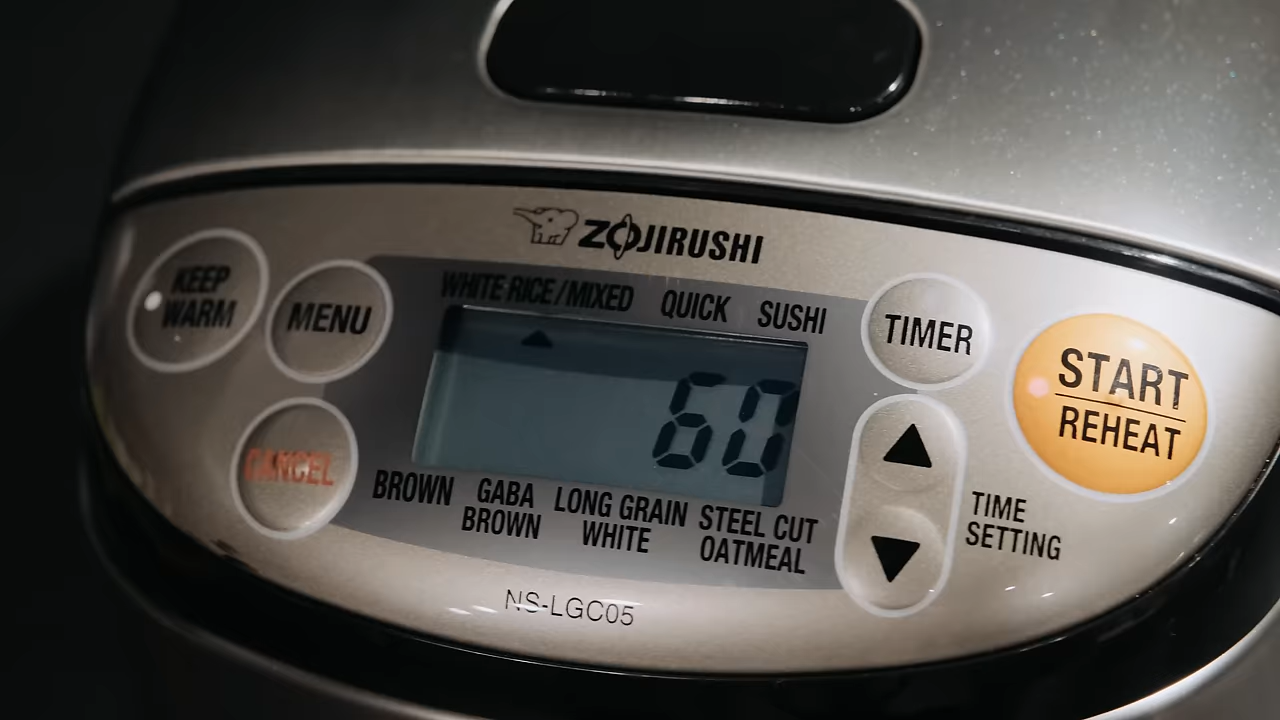 ZOJIRUSHI
KEEP
WARM
MENU
CANCEL
WHITE RICE/MIXED QUICK SUSHI
60
BROWN
GABA
BROWN
LONG GRAIN
WHITE
STEEL CUT
OATMEAL
TIMER
TIME
SETTING
START
REHEAT
NS-LGC05